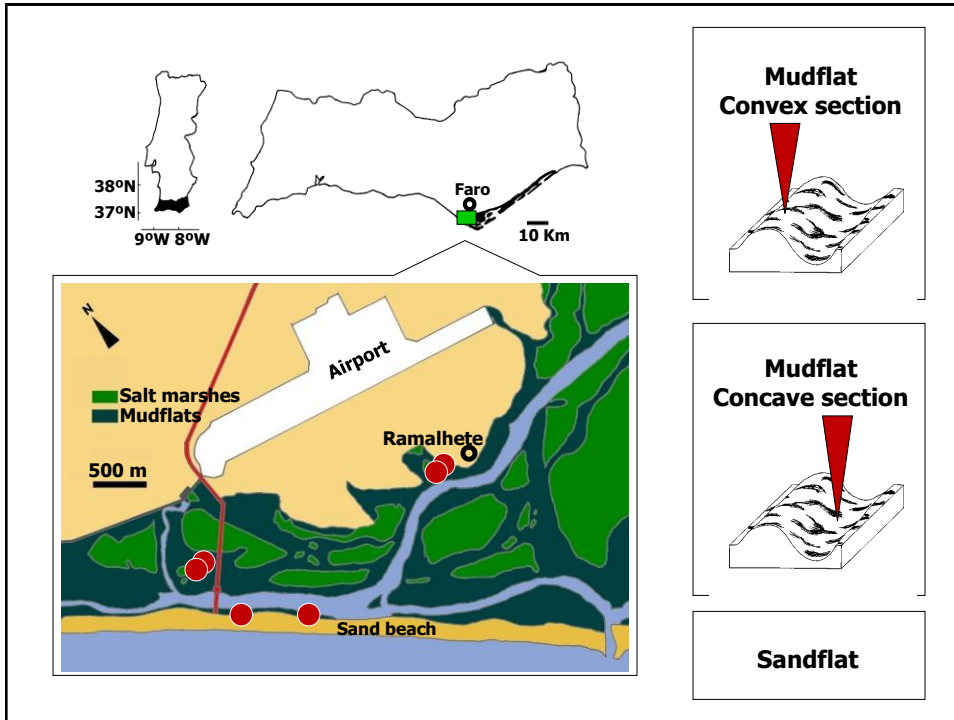 38ºN
37ºN
9ºW 8ºW
Faro
10 Km
N
Airport
Salt marshes
Mudflats
500 m
Ramalhete
Sand beach
Mudflat
Convex section
Mudflat
Concave section
Sandflat